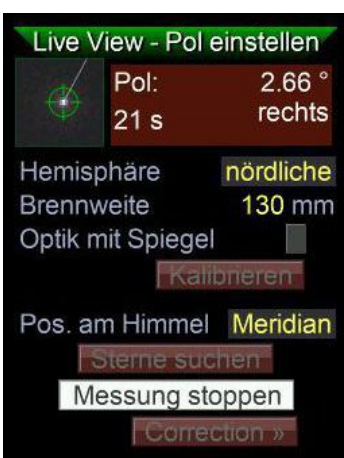 Live View - Pol einstellen
Pol: 2.66 °
21 s rechts
Hemisphäre nördliche
Brennweite 130 mm
Optik mit Spiegel
Kalibrieren
Pos. am Himmel Meridian
Sterne suchen
Messung stoppen
Correction »